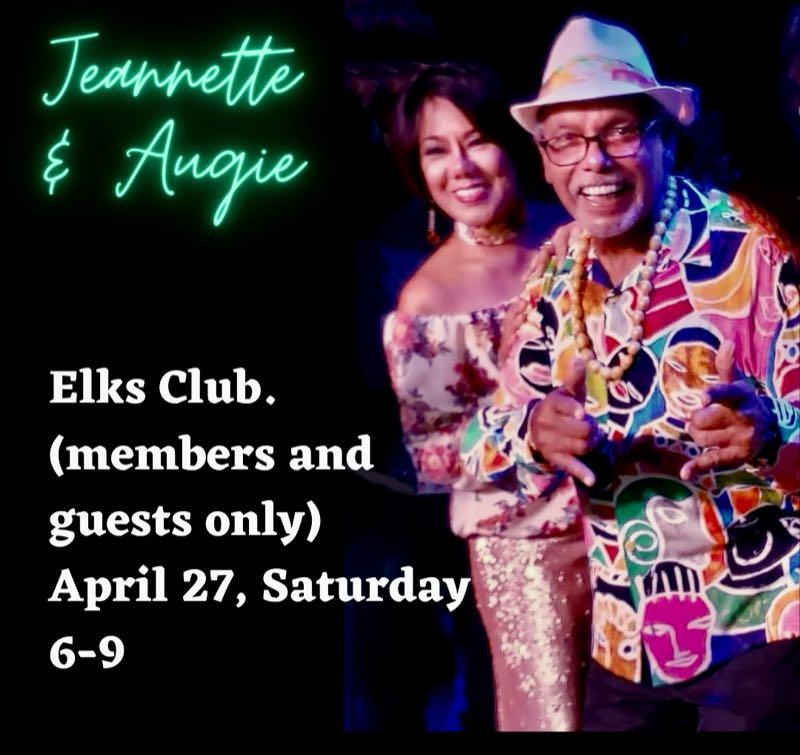 Jeannette
& Augie
Elks Club.
(members and
guests only)
April 27, Saturday
6-9